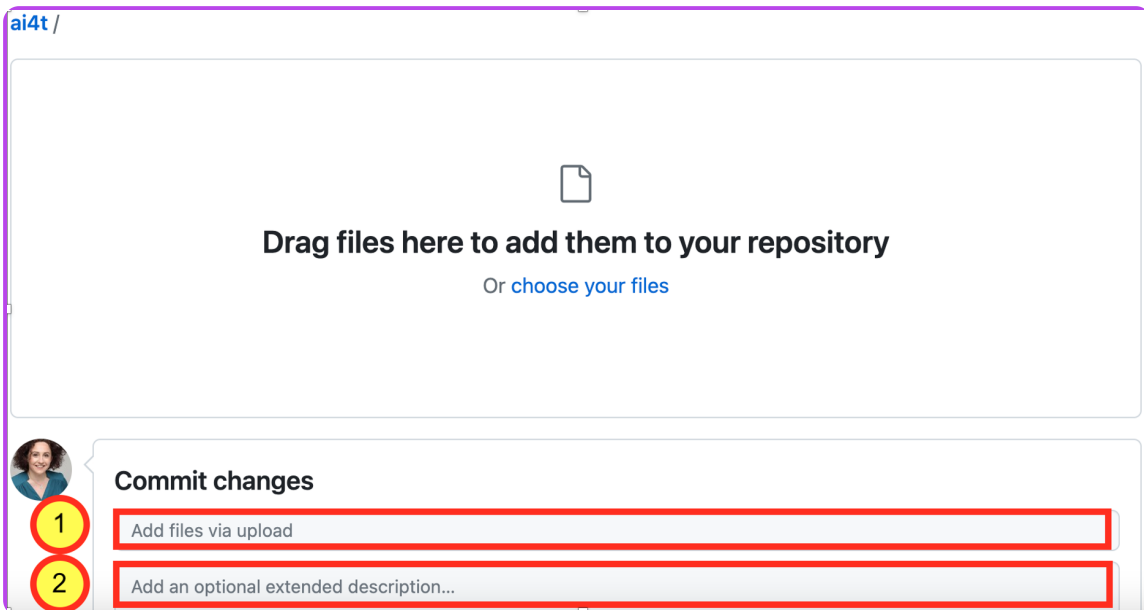 ai4t /
Drag files here to add them to your repository
Or choose your files
Commit changes
1
Add files via upload
2
Add an optional extended description...